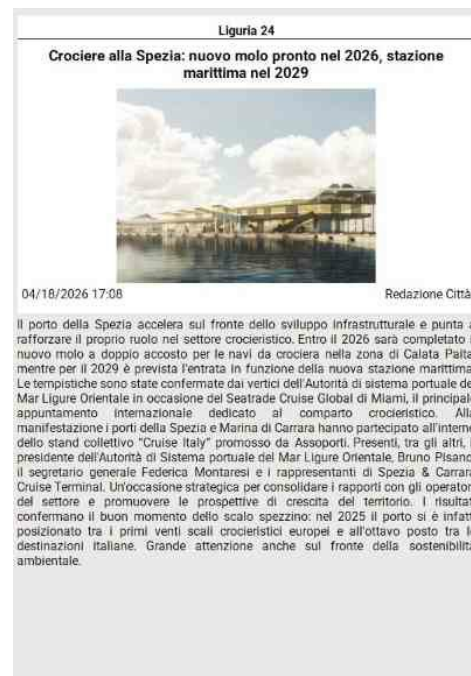 Liguria 24
Crociere alla Spezia: nuovo molo pronto nel 2026, stazione
marittima nel 2029
04/18/2026 17:08
Redazione Città
Il porto della Spezia accelera sul fronte dello sviluppo infrastrutturale e punta a
rafforzare il proprio ruolo nel settore crocieristico. Entro il 2026 sarà completato
nuovo molo a doppio accosto per le navi da crociera nella zona di Calata Paita,
mentre per il 2029 è prevista l'entrata in funzione della nuova stazione marittima.
Le tempistiche sono state confermate dai vertici dell'Autorità di sistema portuale de
Mar Ligure Orientale in occasione del Seatrade Cruise Global di Miami, il principale
appuntamento internazionale dedicato al comparto crocieristico. Alla
manifestazione i porti della Spezia e Marina di Carrara hanno partecipato all'interno
dello stand collettivo "Cruise Italy" promosso da Assoporti. Presenti, tra gli altri,
presidente dell'Autorità di Sistema portuale del Mar Ligure Orientale, Bruno Pisano,
il segretario generale Federica Montaresi e i rappresentanti di Spezia & Carrara
Cruise Terminal. Un'occasione strategica per consolidare i rapporti con gli operator
del settore e promuovere le prospettive di crescita del territorio. I risultat
confermano il buon momento dello scalo spezzino: nel 2025 il porto si è infatt
posizionato tra i primi venti scali crocieristici europei e all'ottavo posto tra le
destinazioni italiane. Grande attenzione anche sul fronte della sostenibilità
ambientale.